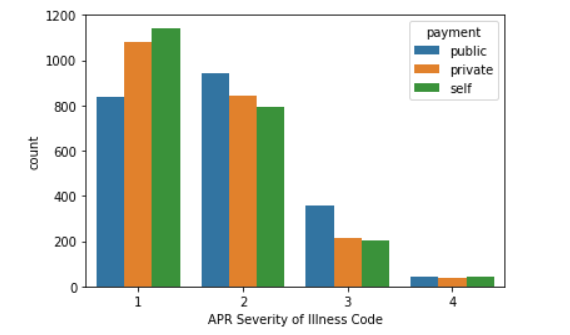 1200
1000
800
600
400
200
0
count
payment
public
private
self
1 2 3 4
APR Severity of Illness Code